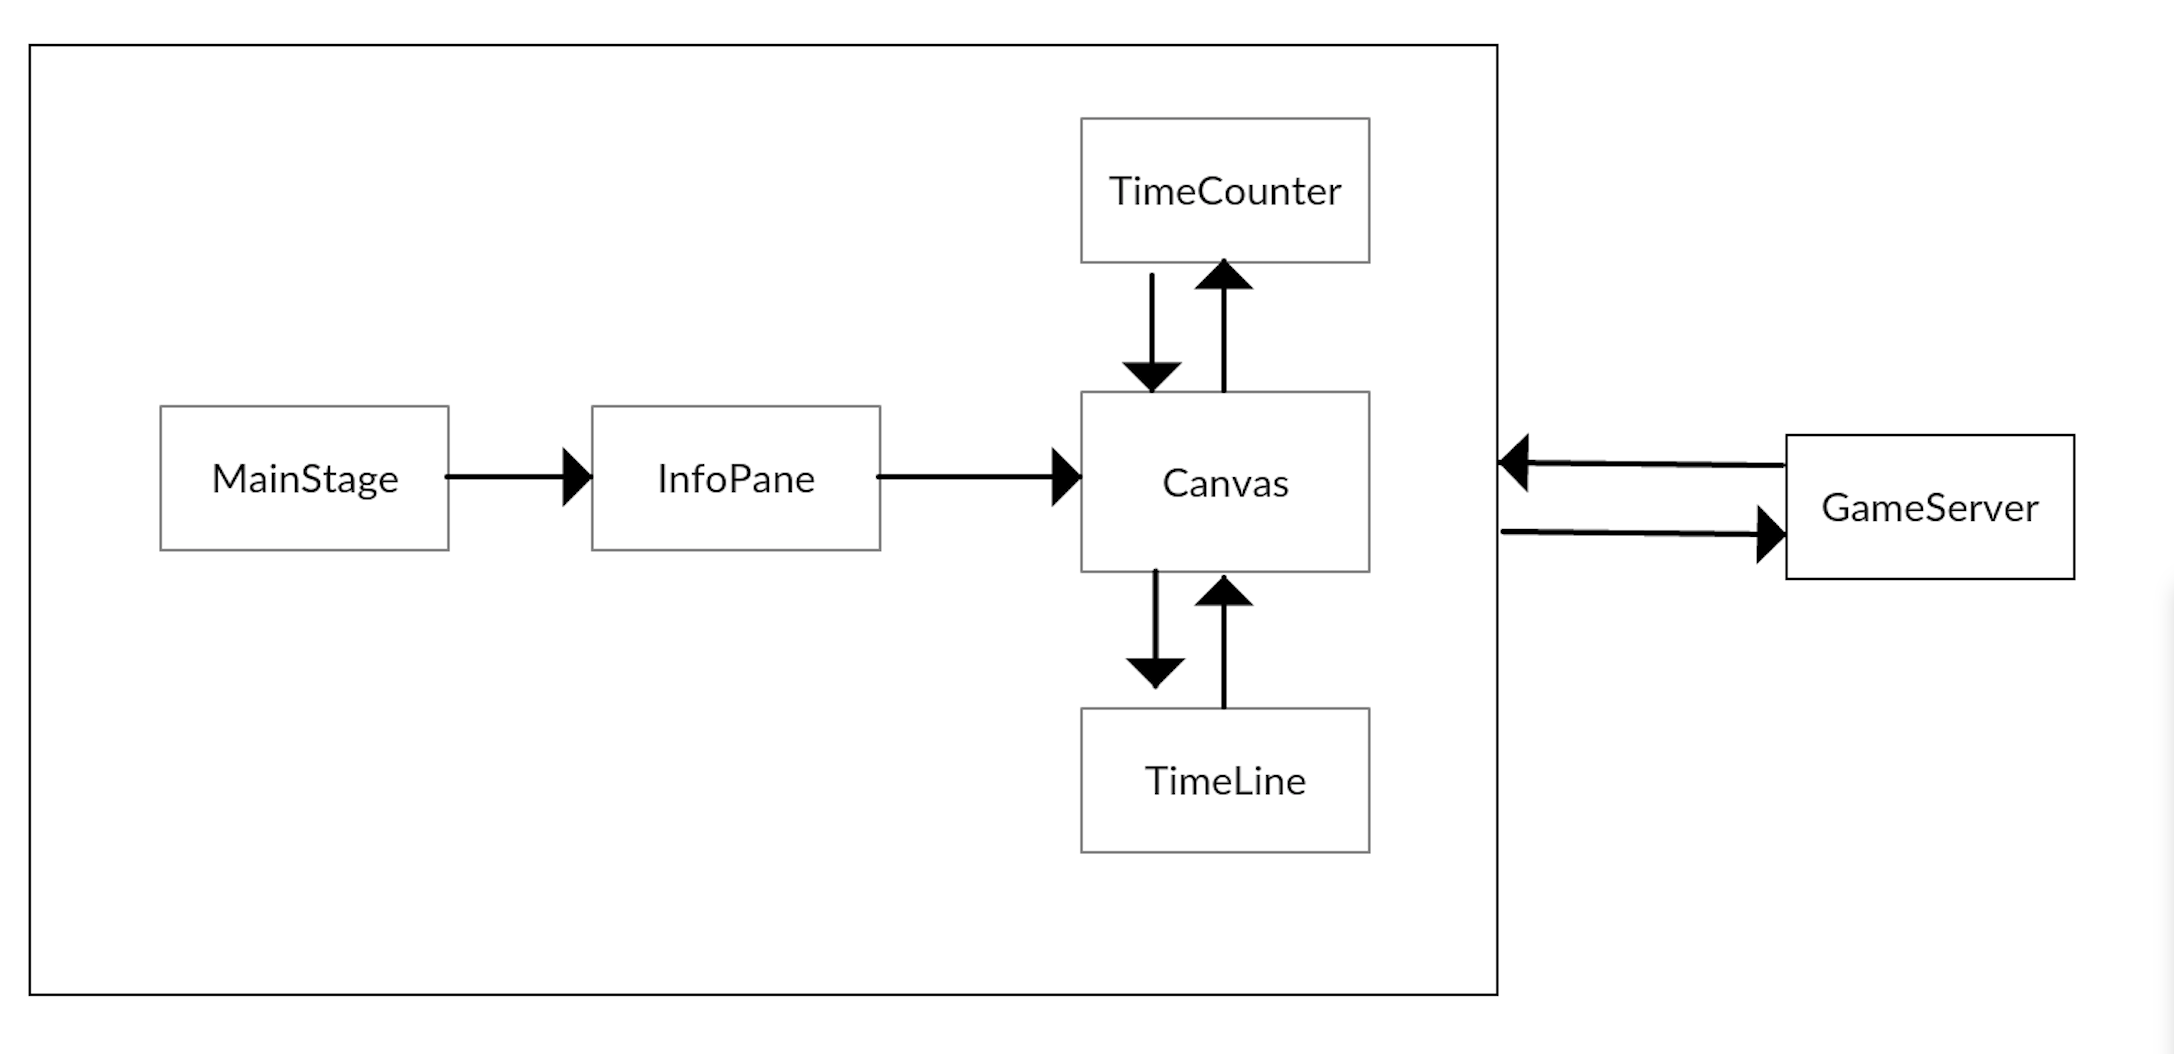 TimeCounter
MainStage
InfoPane
Canvas
GameServer
TimeLine